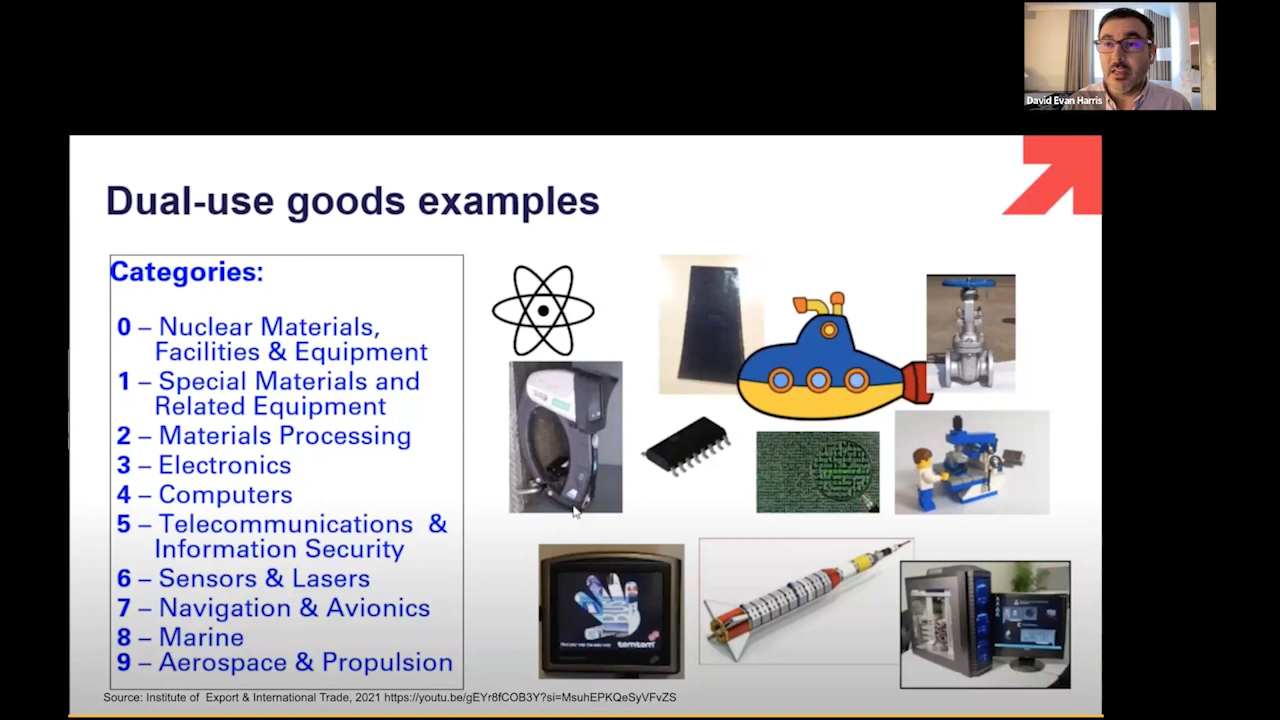 David Evan Harris
Dual-use goods examples
Categories:
0 – Nuclear Materials,
Facilities & Equipment
1 – Special Materials and
Related Equipment
2 – Materials Processing
3 – Electronics
4 – Computers
5 – Telecommunications &
Information Security
6 – Sensors & Lasers
7 – Navigation & Avionics
8 – Marine
9 – Aerospace & Propulsion
tomtom
Source: Institute of Export & International Trade, 2021 https://youtu.be/gEYr8fCOB3Y?si=MsuhEPKQeSyVFvZS